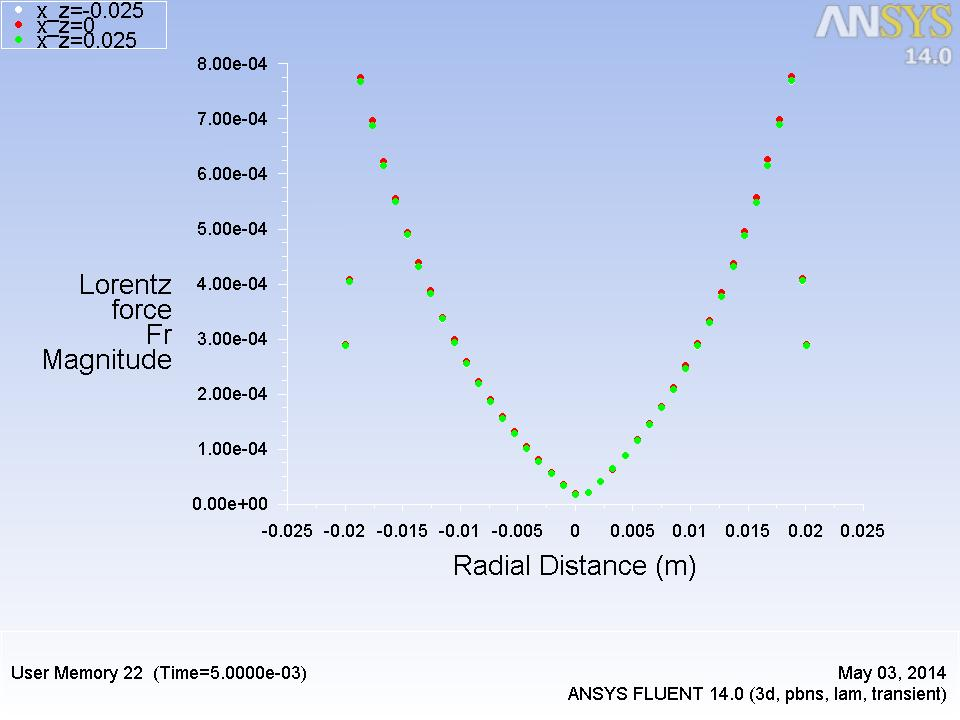 x_z=-0.025
x_z=0
x_z=0.025
ANSYS
14.0
8.00e-04
7.00e-04
6.00e-04
5.00e-04
4.00e-04
3.00e-04
2.00e-04
1.00e-04
0.00e+00
Lorentz
force
Fr
Magnitude
-0.025 -0.02 -0.015 -0.01 -0.005 0 0.005 0.01 0.015 0.02 0.025
Radial Distance (m)
User Memory 22 (Time=5.0000e-03)
May 03, 2014
ANSYS FLUENT 14.0 (3d, pbns, lam, transient)